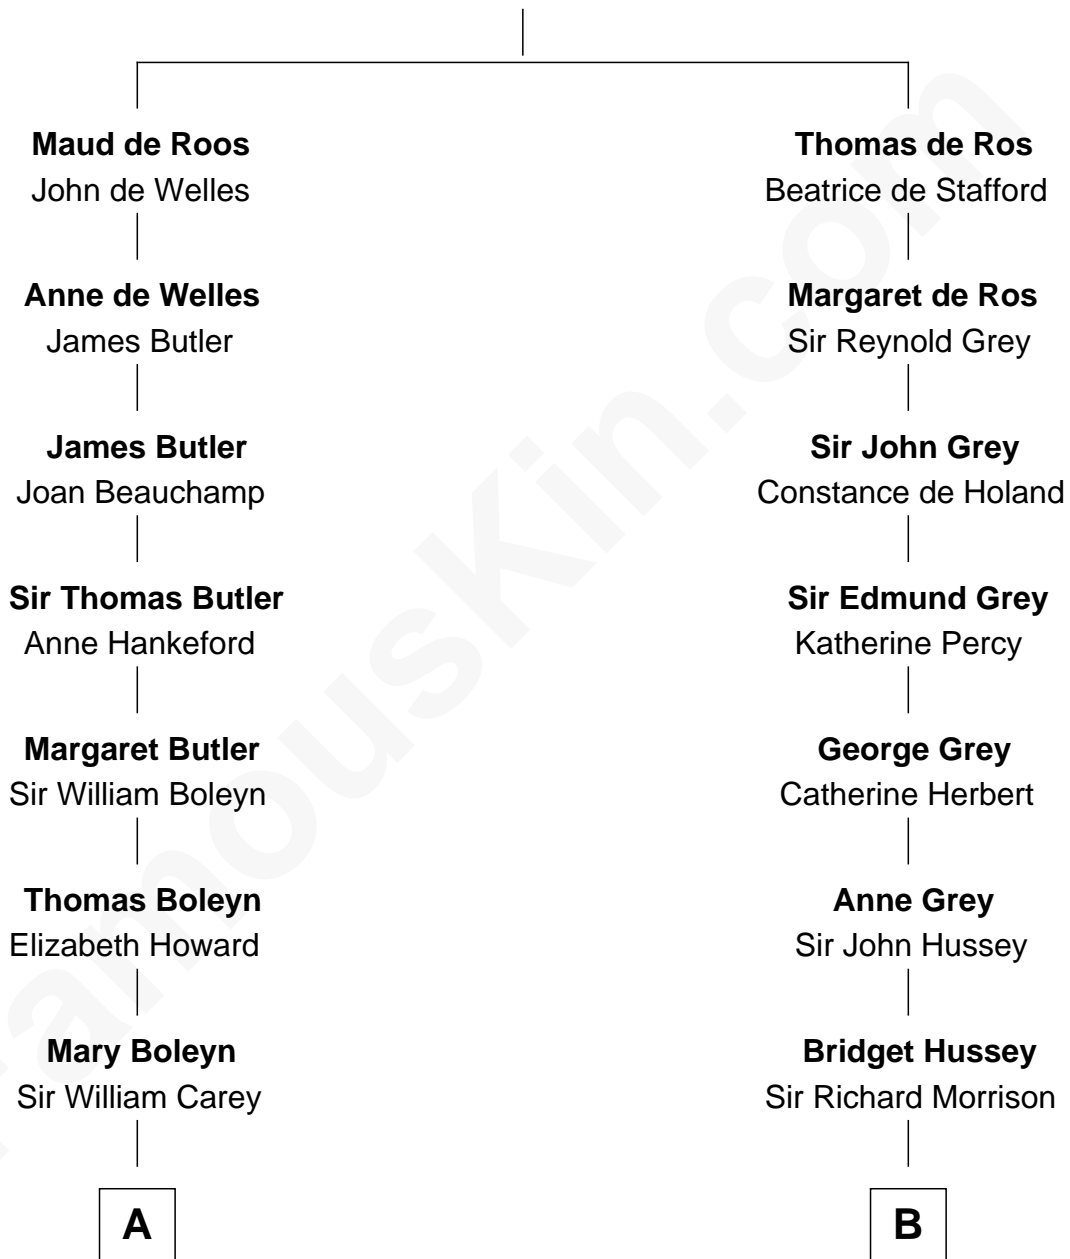 Maud de Roos
John de Welles
Thomas de Ros
Beatrice de Stafford
Anne de Welles
James Butler
Margaret de Ros
Sir Reynold Grey
James Butler
Joan Beauchamp
Sir John Grey
Constance de Holand
Sir Thomas Butler
Anne Hankeford
Sir Edmund Grey
Katherine Percy
Margaret Butler
Sir William Boleyn
George Grey
Catherine Herbert
Thomas Boleyn
Elizabeth Howard
Anne Grey
Sir John Hussey
Mary Boleyn
Sir William Carey
Bridget Hussey
Sir Richard Morrison
A
B
FamousKin.com